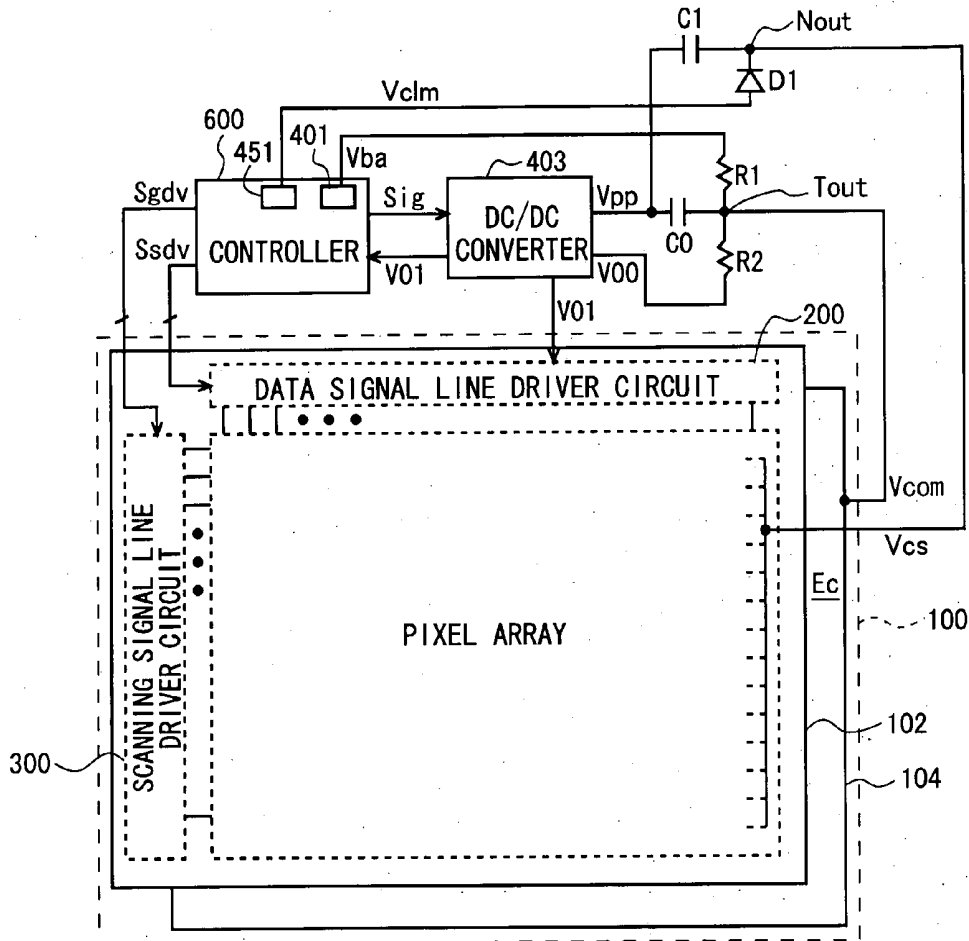 C1
Nout
Vclm
D1
600
451
401
Vba
403
R1
Sgdv
Sig
Vpp
Tout
DC/DC
CONVERTER
C0
Ssdv
CONTROLLER
V01
V00
R2
V01
200
DATA SIGNAL LINE DRIVER CIRCUIT
Vcom
Vcs
Ec
100
SCANNING SIGNAL LINE
DRIVER CIRCUIT
PIXEL ARRAY
102
300
104